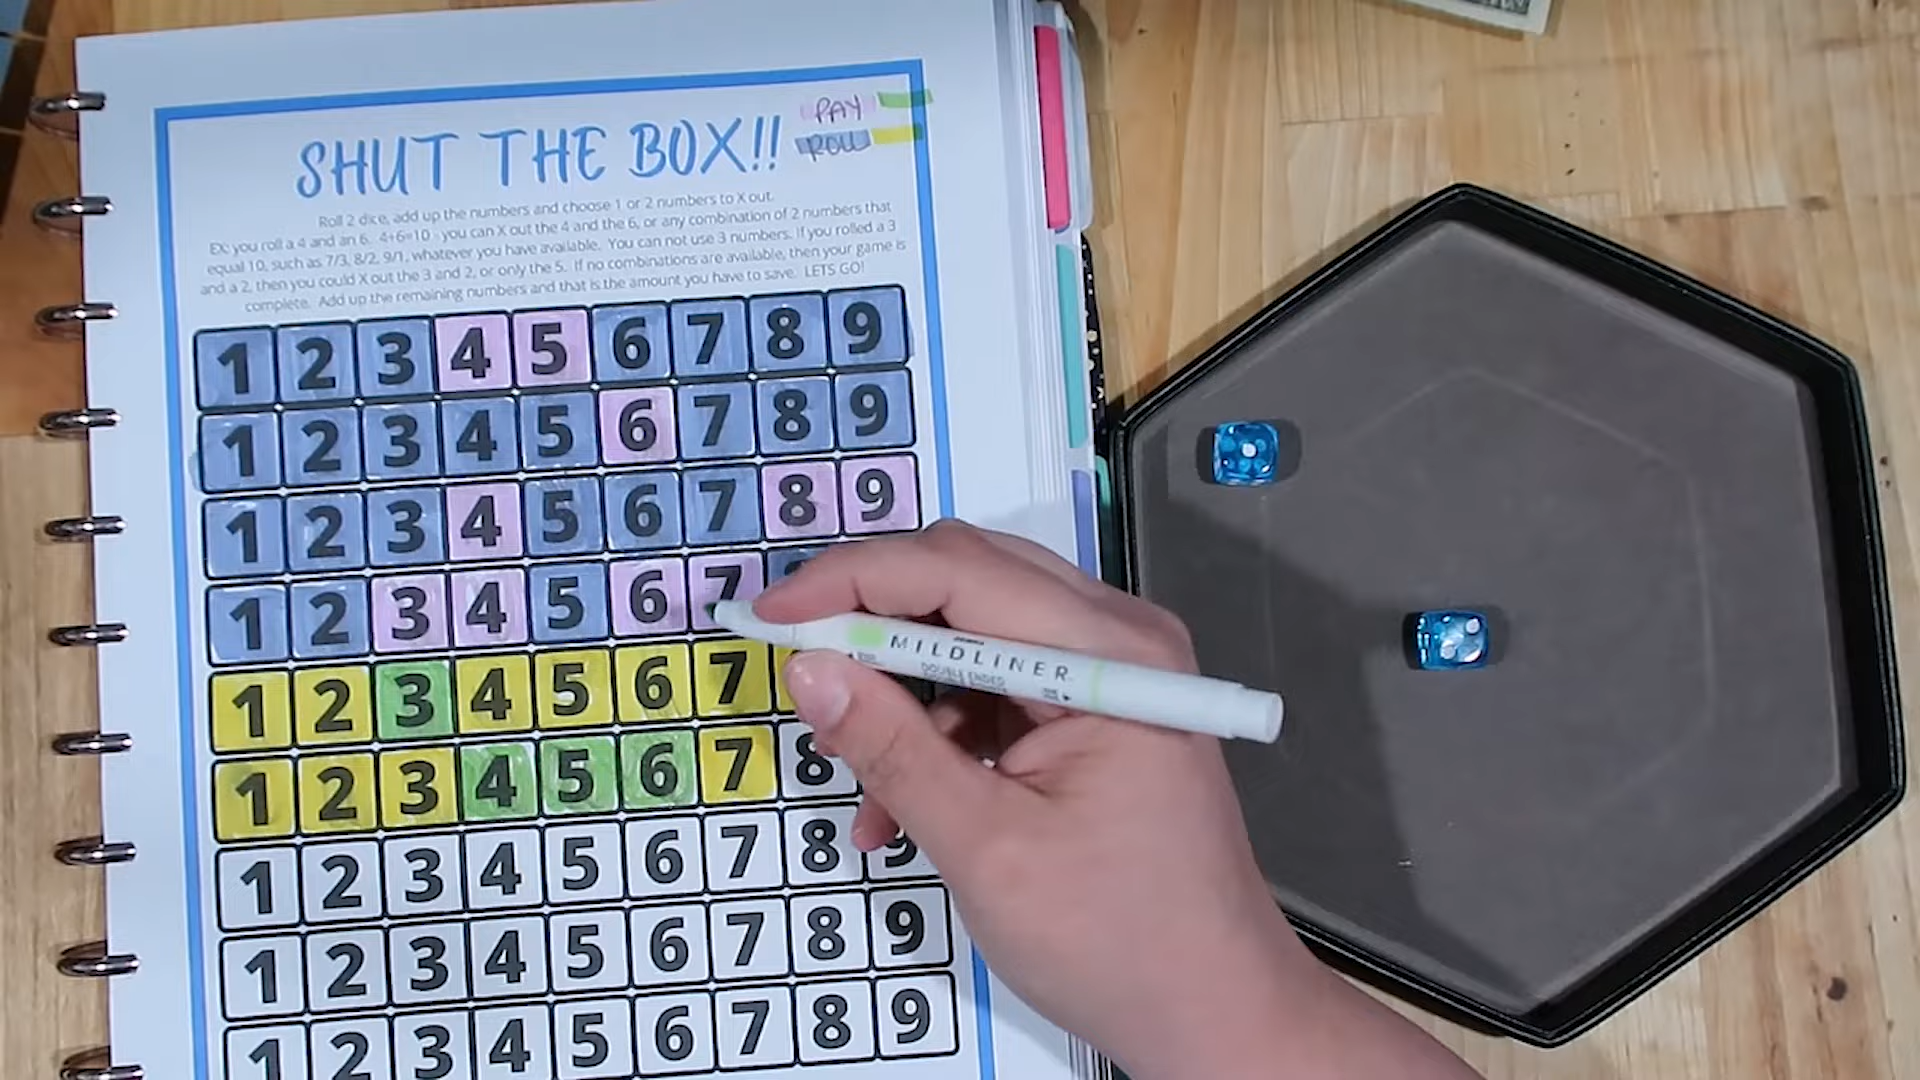 PAY
SHUT THE BOX!! ROLL
Roll 2 dice, add up the numbers and choose 1 or 2 numbers to X out.
EX: you roll a 4 and an 6. 4+6=10 - you can X out the 4 and the 6, or any combination of 2 numbers that
equal 10, such as 7/3, 8/2, 9/1, whatever you have available. You can not use 3 numbers. If you rolled a 3
and a 2, then you could X out the 3 and 2, or only the 5. If no combinations are available, then your game is
complete. Add up the remaining numbers and that is the amount you have to save. LETS GO!
1 2 3 4 5 6 7 8 9
1 2 3 4 5 6 7 8 9
1 2 3 4 5 6 7 8 9
1 2 3 4 5 6 7
1 2 3 4 5 6 7
1 2 3 4 5 6 7 8
1 2 3 4 5 6 7 8 9
1 2 3 4 5 6 7 8 9
1 2 3 4 5 6 7 8 9
ZEBRA
MILDLINER
DOUBLE ENDED